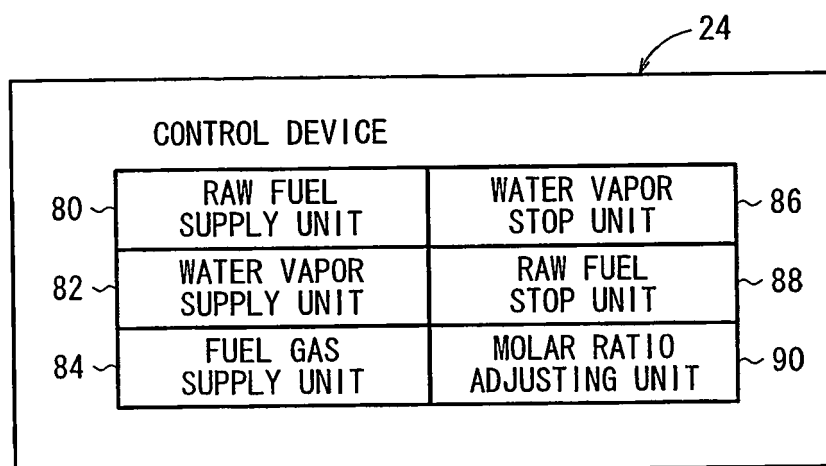 24
CONTROL DEVICE
80
RAW FUEL
SUPPLY UNIT
WATER VAPOR
STOP UNIT
86
82
WATER VAPOR
SUPPLY UNIT
RAW FUEL
STOP UNIT
88
84
FUEL GAS
SUPPLY UNIT
MOLAR RATIO
ADJUSTING UNIT
90